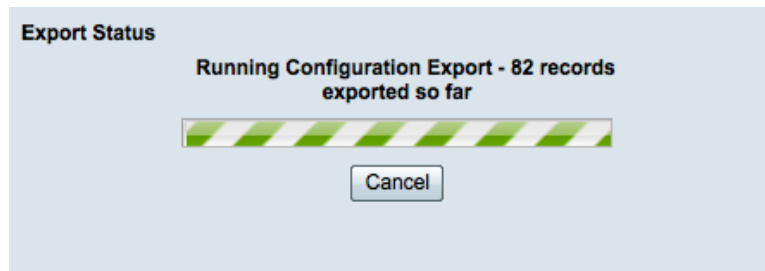 Export Status
Running Configuration Export - 82 records
exported so far
Cancel